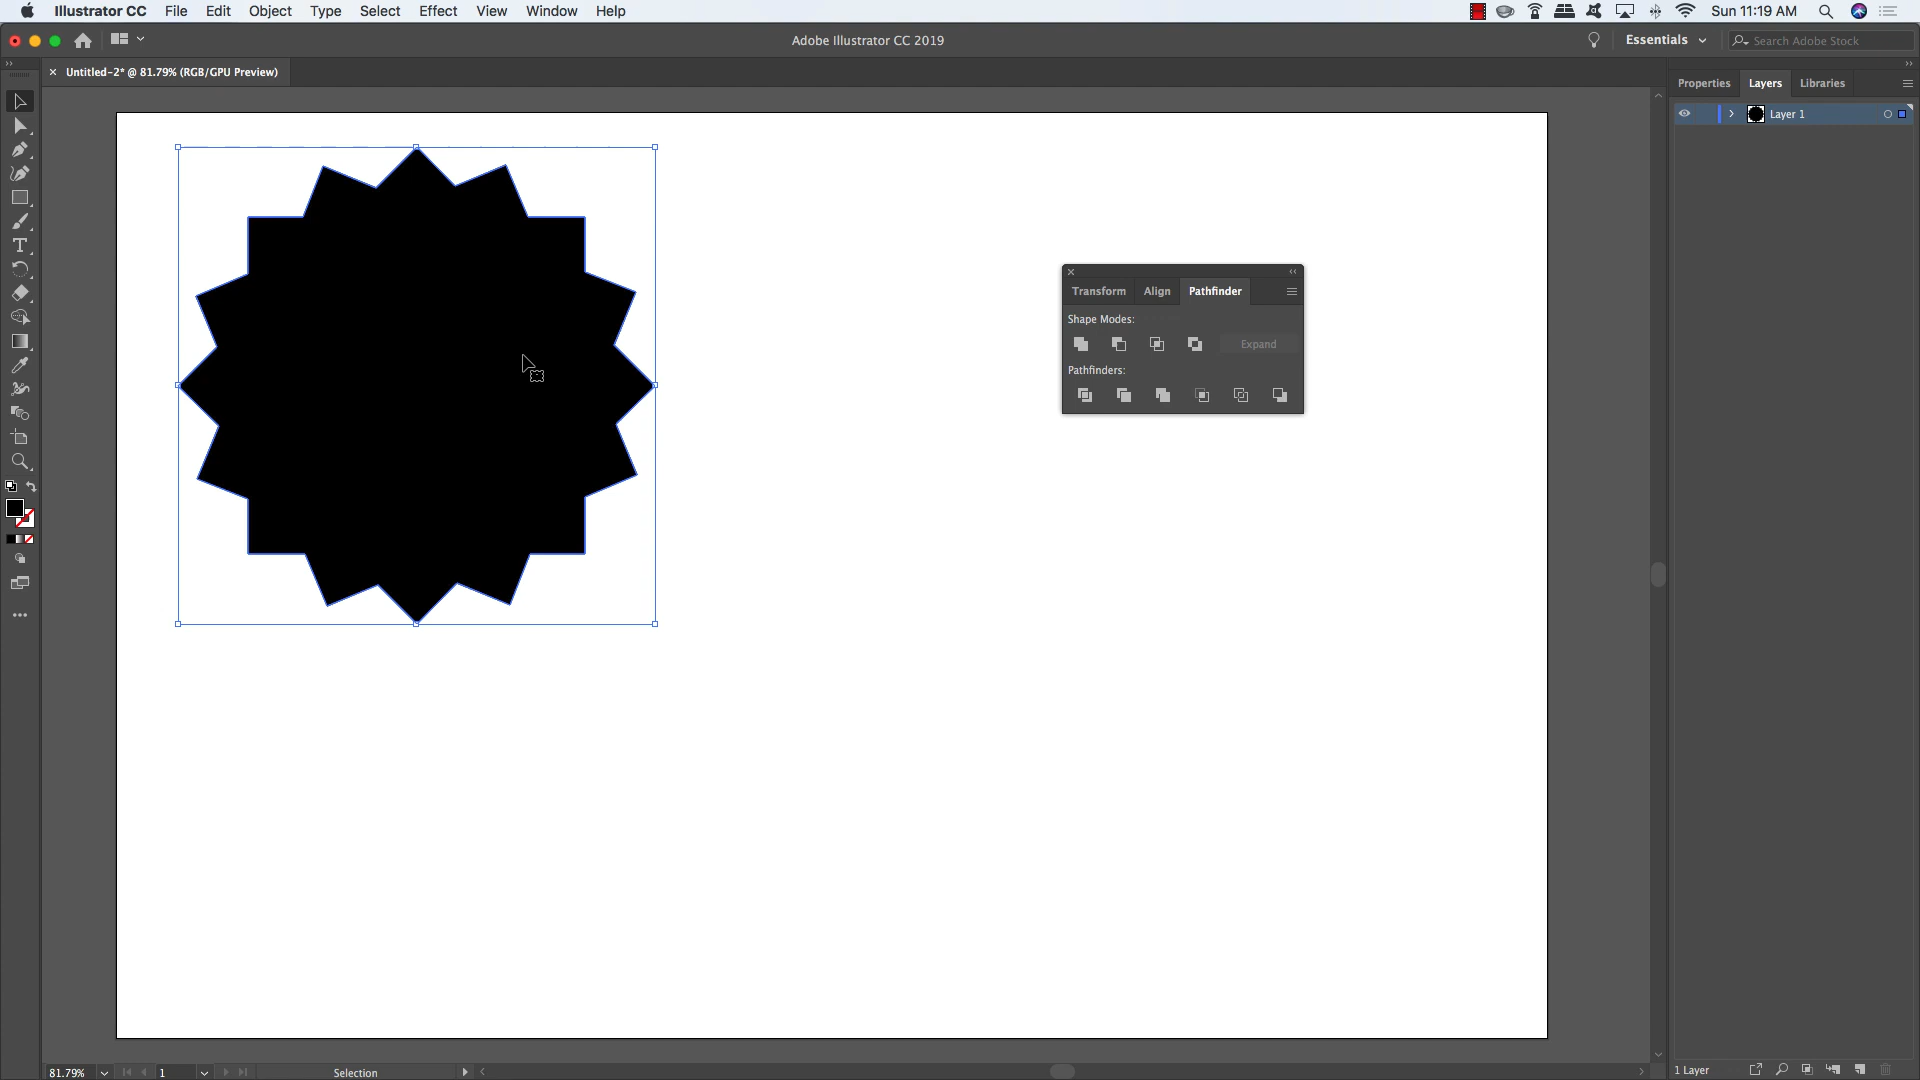 Illustrator CC File Edit Object Type Select Effect View Window Help Sun 11:19 AM
Adobe Illustrator CC 2019 Essentials Search Adobe Stock
Untitled-2* @ 81.79% (RGB/GPU Preview)
Properties Layers Libraries
Layer 1
Transform Align Pathfinder
Shape Modes:
Expand
Pathfinders:
81.79% 1 Selection 1 Layer